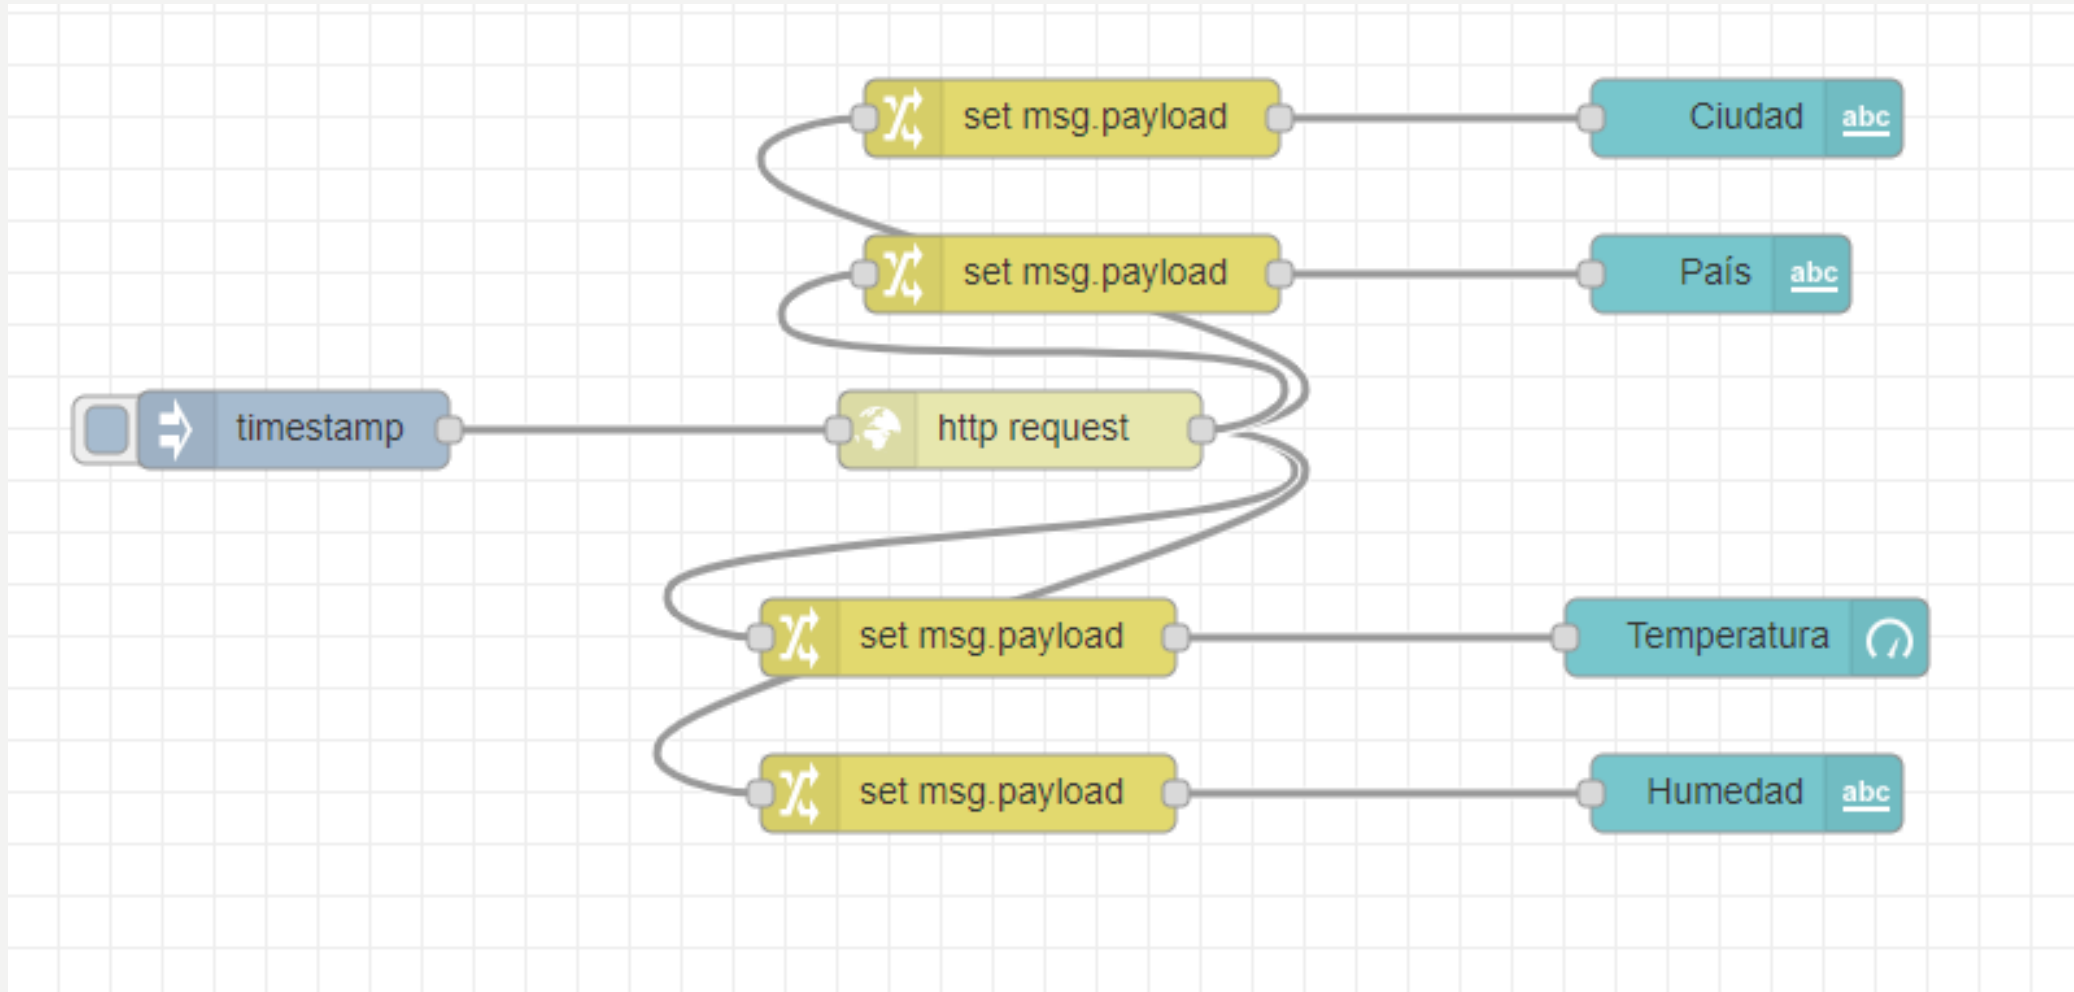 set msg.payload
Ciudad abc
set msg.payload
País abc
timestamp
http request
set msg.payload
Temperatura
set msg.payload
Humedad abc